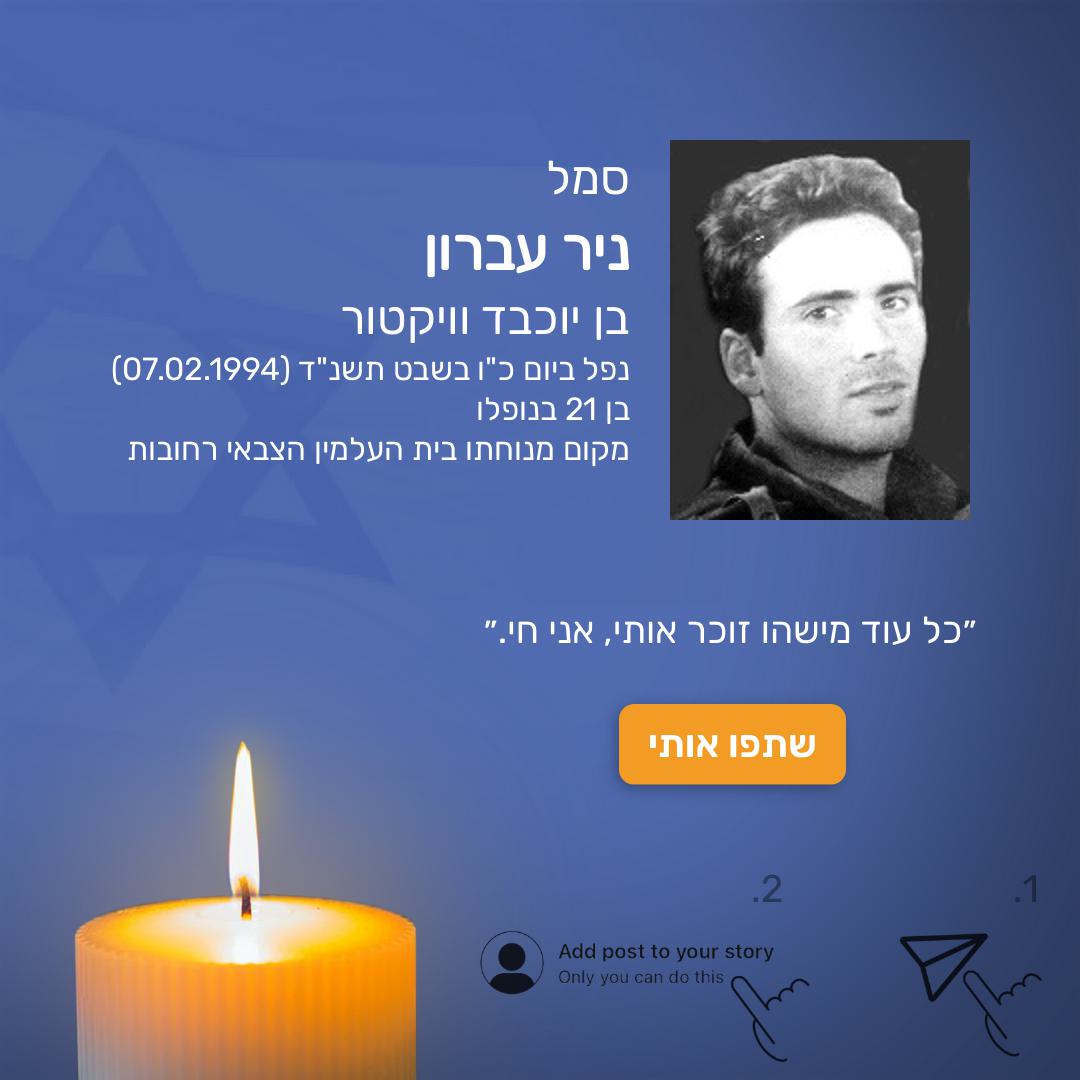 סמל
ניר עברון
בן יוכבד וויקטור
נפל ביום כ"ו בשבט תשנ"ד (07.02.1994)
בן 21 בנופלו
מקום מנוחתו בית העלמין הצבאי רחובות
״כל עוד מישהו זוכר אותי, אני חי.״
שתפו אותי
.1
.2
Add post to your story
Only you can do this